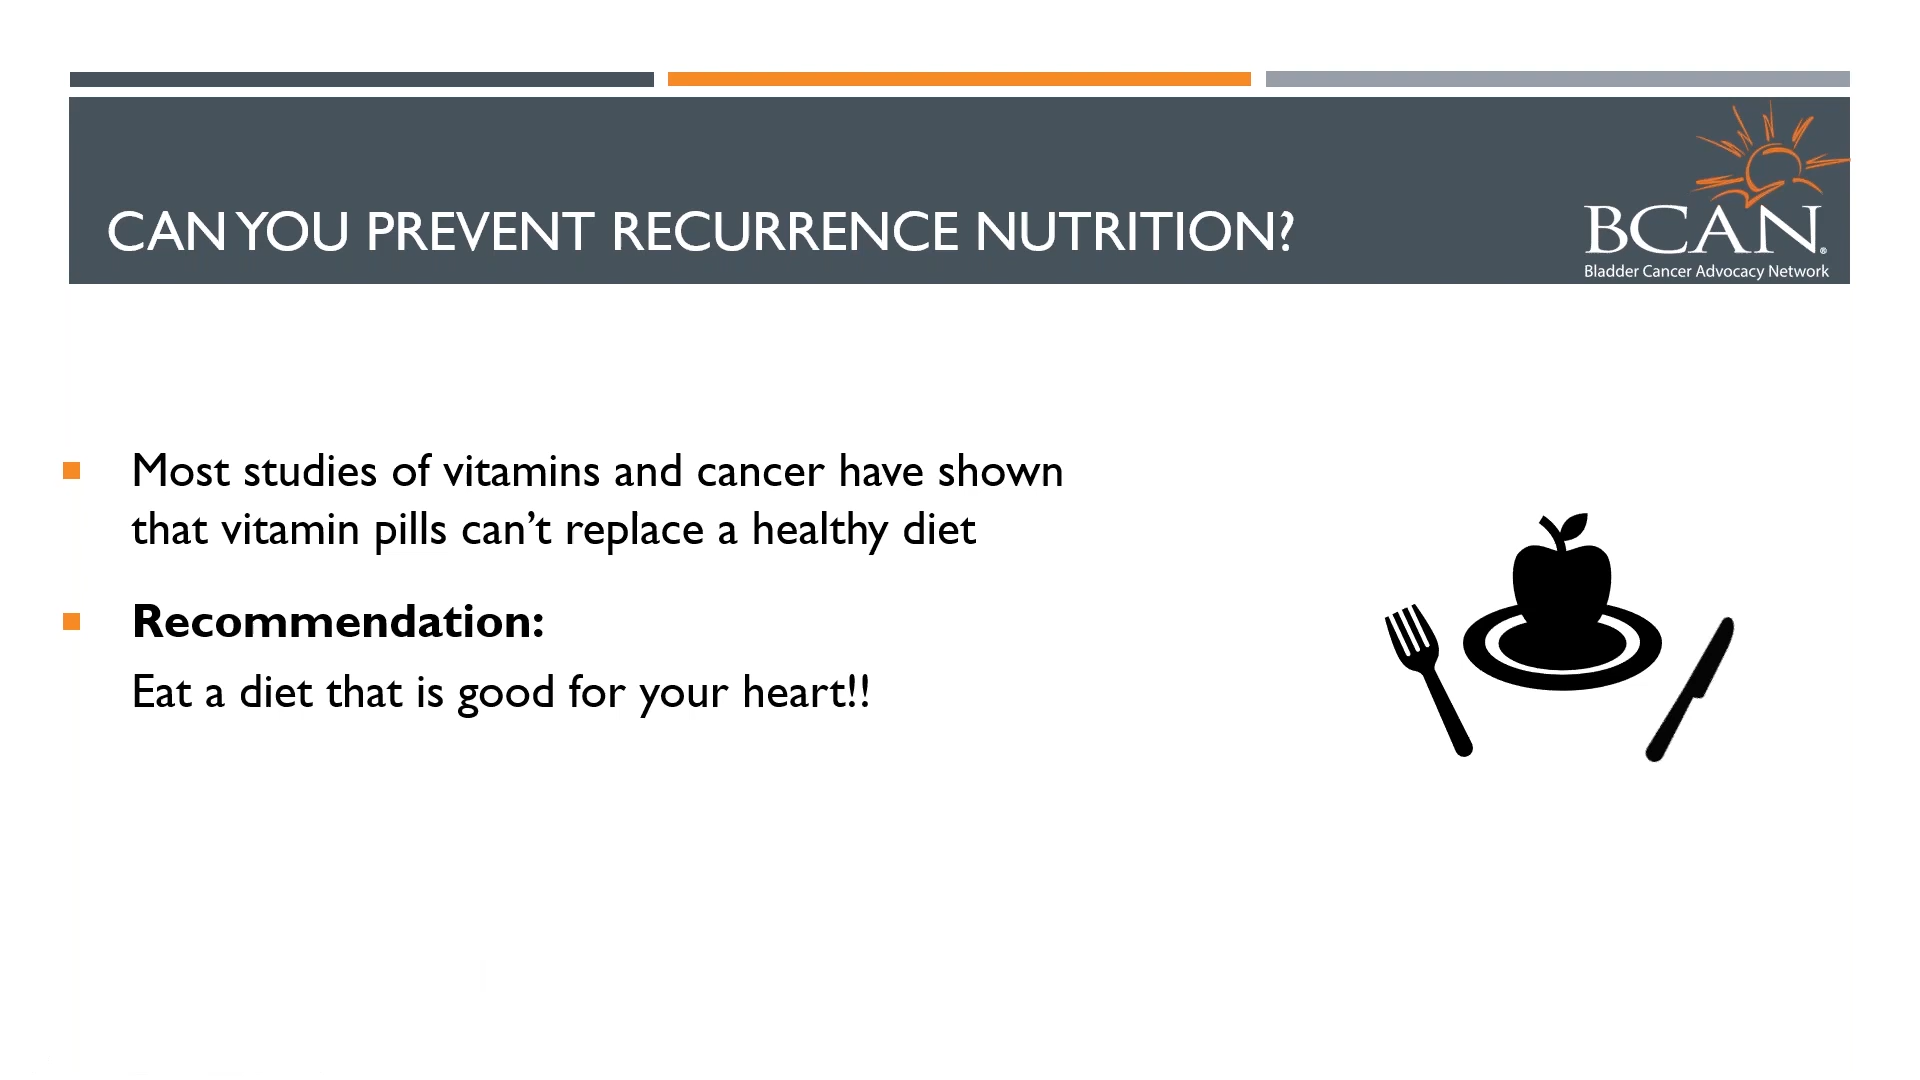 CAN YOU PREVENT RECURRENCE NUTRITION?
BCAN®
Bladder Cancer Advocacy Network
Most studies of vitamins and cancer have shown
that vitamin pills can’t replace a healthy diet
Recommendation:
Eat a diet that is good for your heart!!